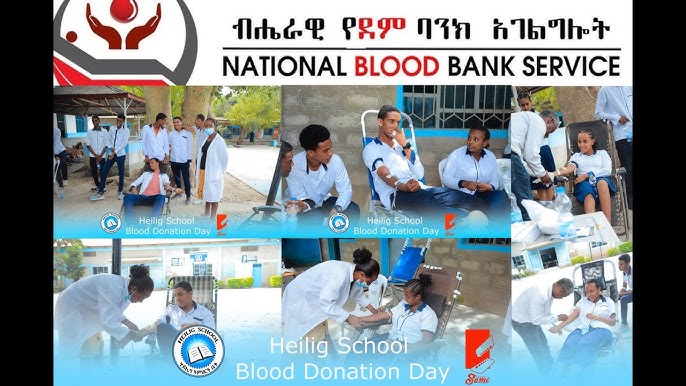 ብሔራዊ የደም ባንክ አገልግሎት
NATIONAL BLOOD BANK SERVICE
Heilig School
Blood Donation Day
Heilig School
Blood Donation Day
HEILIG SCHOOL
Heilig School
Blood Donation Day
Sami